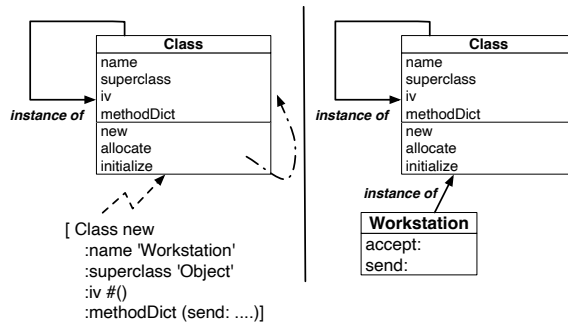 Class
name
superclass
iv
methodDict
instance of
new
allocate
initialize
[ Class new
:name 'Workstation'
:superclass 'Object'
:iv #()
:methodDict (send: ....)]
Class
name
superclass
iv
methodDict
instance of
new
allocate
initialize
instance of
Workstation
accept:
send: